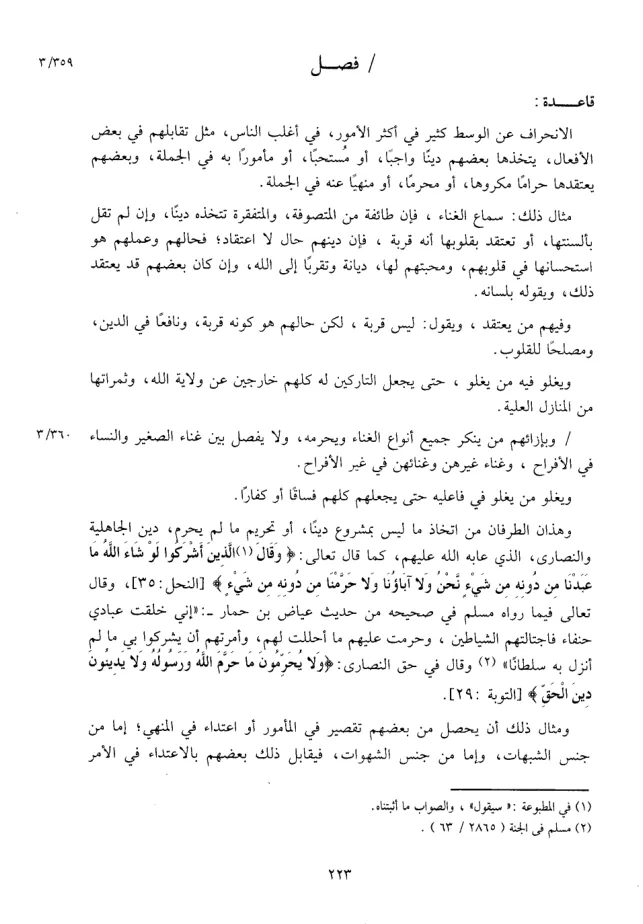 / فصـــل
٣/٣٥٩
قاعـــدة :
الانحراف عن الوسط كثير في أكثر الأمور، في أغلب الناس، مثل تقابلهم في بعض
الأفعال، يتخذها بعضهم دينًا واجبًا، أو مُستحبًا، أو مأمورًا به في الجملة، وبعضهم
يعتقدها حرامًا مكروها، أو محرمًا، أو منهيًا عنه في الجملة.
مثال ذلك: سماع الغناء ، فإن طائفة من المتصوفة، والمتفقرة تتخذه دينًا، وإن لم تقل
بألسنتها، أو تعتقد بقلوبها أنه قربة ، فإن دينهم حال لا اعتقاد؛ فحالهم وعملهم هو
استحسانها في قلوبهم، ومحبتهم لها، ديانة وتقربًا إلى الله، وإن كان بعضهم قد يعتقد
ذلك، ويقوله بلسانه.
وفيهم من يعتقد ، ويقول: ليس قربة ، لكن حالهم هو كونه قربة، ونافعًا في الدين،
ومصلحًا للقلوب.
ويغلو فيه من يغلو ، حتى يجعل التاركين له كلهم خارجين عن ولاية الله، وثمراتها
من المنازل العلية.
/ وبإزائهم من ينكر جميع أنواع الغناء ويحرمه، ولا يفصل بين غناء الصغير والنساء
٣/٣٦٠
في الأفراح ، وغناء غيرهن وغنائهن في غير الأفراح.
ويغلو من يغلو في فاعليه حتى يجعلهم كلهم فساقًا أو كفارًا.
وهذان الطرفان من اتخاذ ما ليس بمشروع دينًا، أو تحريم ما لم يحرم، دين الجاهلية
والنصارى، الذي عابه الله عليهم، كما قال تعالى: ﴿ وَقَالَ (١)الَّذِينَ أَشْرَكُوا لَوْ شَاءَ اللَّهُ مَا
عَبَدْنَا مِن دُونِهِ مِن شَيْءٍ نَّحْنُ وَلَا آبَاؤُنَا وَلَا حَرَّمْنَا مِن دُونِهِ مِن شَيْءٍ ﴾ [النحل:٣٥]، وقال
تعالى فيما رواه مسلم في صحيحه من حديث عياض بن حمار ـ: «إني خلقت عبادي
حنفاء فاجتالتهم الشياطين ، وحرمت عليهم ما أحللت لهم، وأمرتهم أن يشركوا بي ما لم
أنزل به سلطانًا» (٢) وقال في حق النصارى: ﴿وَلَا يُحَرِّمُونَ مَا حَرَّمَ اللَّهُ وَرَسُولُهُ وَلَا يَدِينُونَ
دِينَ الْحَقِّ ﴾ [التوبة :٢٩].
ومثال ذلك أن يحصل من بعضهم تقصير في المأمور أو اعتداء في المنهي؛ إما من
جنس الشبهات، وإما من جنس الشهوات، فيقابل ذلك بعضهم بالاعتداء في الأمر
(١) في المطبوعة :« سيقول» ، والصواب ما أثبتناه.
(٢) مسلم في الجنة ( ٢٨٦٥ / ٦٣ ) .
٢٢٣